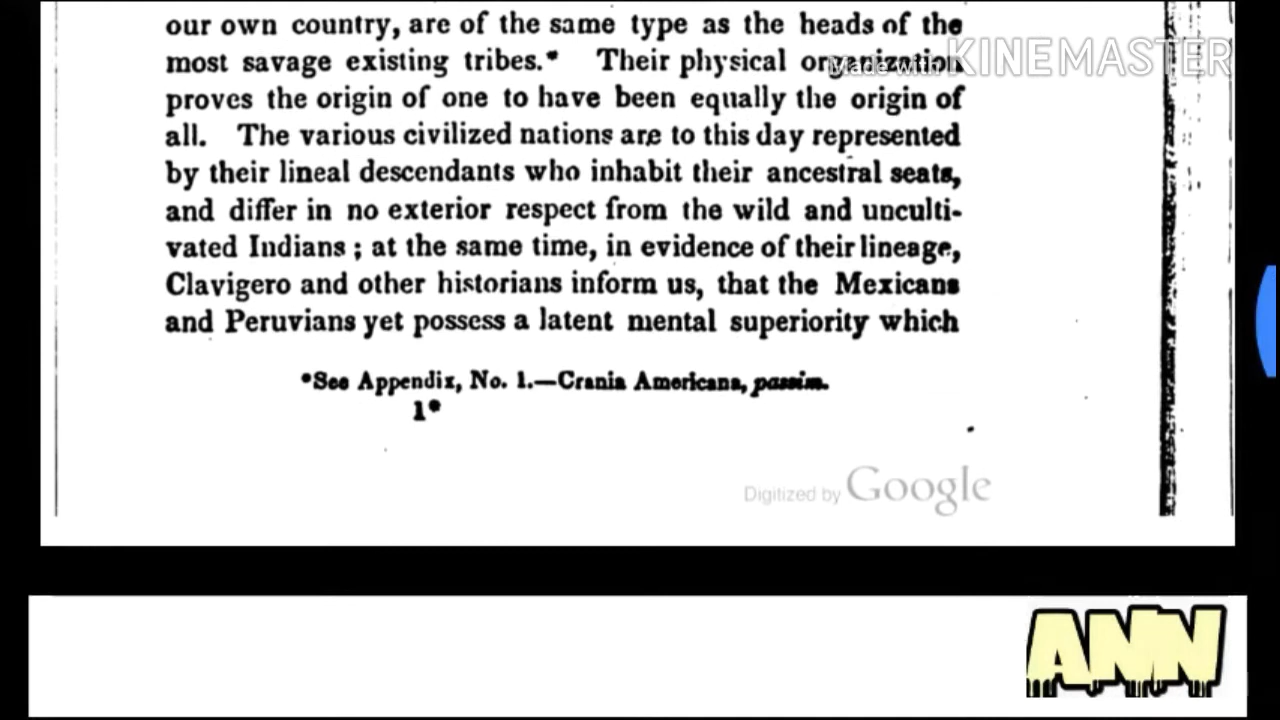 our own country, are of the same type as the heads of the
Made with KINEMASTER
most savage existing tribes.* Their physical organization
proves the origin of one to have been equally the origin of
all. The various civilized nations are to this day represented
by their lineal descendants who inhabit their ancestral seats,
and differ in no exterior respect from the wild and unculti-
vated Indians; at the same time, in evidence of their lineage,
Clavigero and other historians inform us, that the Mexicans
and Peruvians yet possess a latent mental superiority which
*See Appendix, No. 1.—Crania Americana, passim.
1*
Digitized by Google
ANN